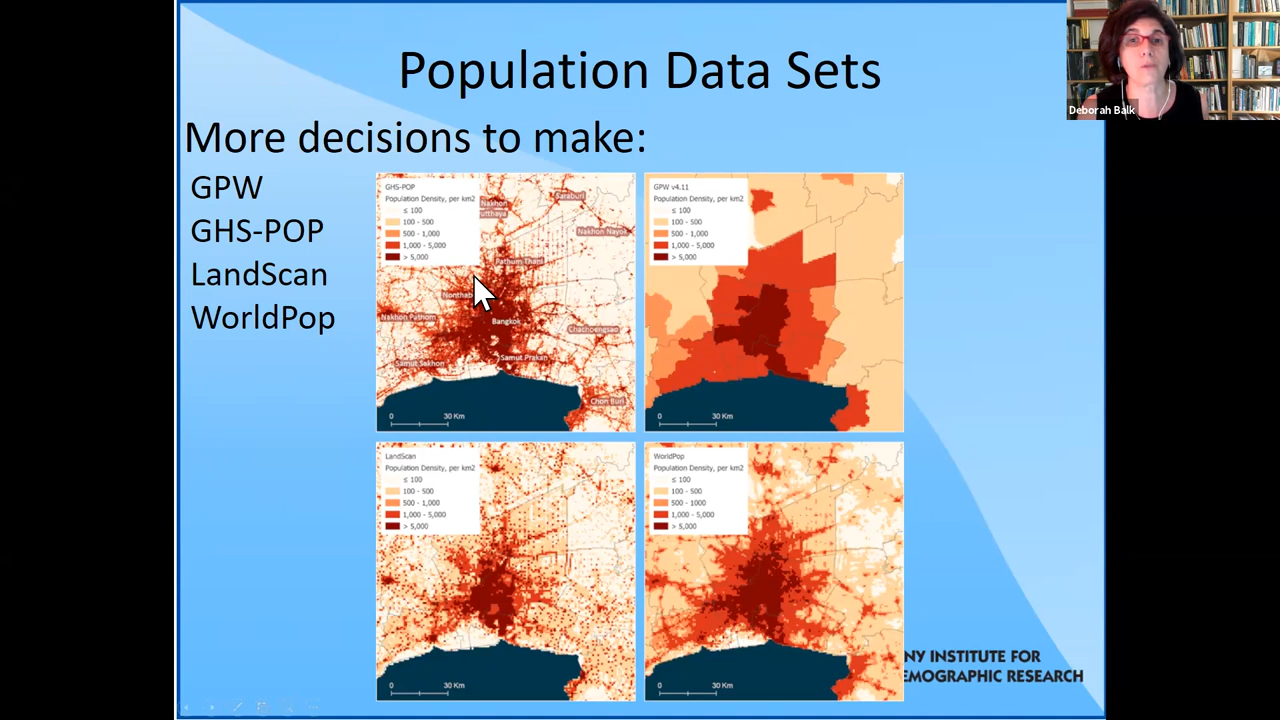 Population Data Sets
Deborah Balk
More decisions to make:
GPW
GHS-POP
LandScan
WorldPop
GHS-POP
Population Density, per km2
≤ 100
100 - 500
500 - 1,000
1,000 - 5,000
> 5,000
Nakhon
utthaya
Saraburi
Nakhon Nayok
Pathum Thani
Nonthab
Nakhon Pathom
Bangkok
Chachoengsao
Samut Sakhon
Samut Prakan
Chon Buri
0 30 Km
GPW v4.11
Population Density, per km2
≤ 100
100 - 500
500 - 1,000
1,000 - 5,000
> 5,000
0 30 Km
LandScan
Population Density, per km2
≤ 100
100 - 500
500 - 1,000
1,000 - 5,000
> 5,000
0 30 Km
WorldPop
Population Density, per km2
≤ 100
100 - 500
500 - 1000
1,000 - 5,000
> 5,000
0 30 Km
NY INSTITUTE FOR
EMOGRAPHIC RESEARCH